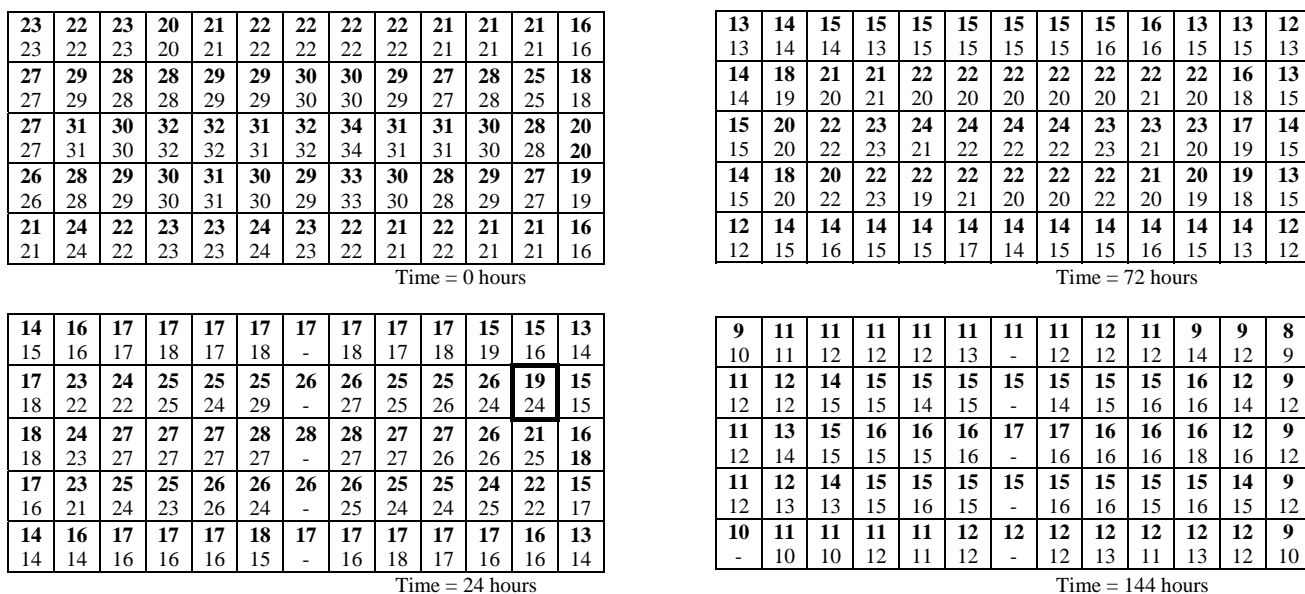 23 22 23 20 21 22 22 22 22 21 21 21 16
23 22 23 20 21 22 22 22 22 21 21 21 16
27 29 28 28 29 29 30 30 29 27 28 25 18
27 29 28 28 29 29 30 30 29 27 28 25 18
27 31 30 32 32 31 32 34 31 31 30 28 20
27 31 30 32 32 31 32 34 31 31 30 28 20
26 28 29 30 31 30 29 33 30 28 29 27 19
26 28 29 30 31 30 29 33 30 28 29 27 19
21 24 22 23 23 24 23 22 21 22 21 21 16
21 24 22 23 23 24 23 22 21 22 21 21 16
Time = 0 hours
13 14 15 15 15 15 15 15 15 16 13 13 12
13 14 14 13 15 15 15 15 16 16 15 15 13
14 18 21 21 22 22 22 22 22 22 22 16 13
14 19 20 21 20 20 20 20 20 21 20 18 15
15 20 22 23 24 24 24 24 23 23 23 17 14
15 20 22 23 21 22 22 22 23 21 20 19 15
14 18 20 22 22 22 22 22 22 21 20 19 13
15 20 22 23 19 21 20 20 22 20 19 18 15
12 14 14 14 14 14 14 14 14 14 14 14 12
12 15 16 15 15 17 14 15 15 16 15 13 12
Time = 72 hours
14 16 17 17 17 17 17 17 17 17 15 15 13
15 16 17 18 17 18 - 18 17 18 19 16 14
17 23 24 25 25 25 26 26 25 25 26 19 15
18 22 22 25 24 29 - 27 25 26 24 24 15
18 24 27 27 27 28 28 28 27 27 26 21 16
18 23 27 27 27 27 - 27 27 26 26 25 18
17 23 25 25 26 26 26 26 25 25 24 22 15
16 21 24 23 26 24 - 25 24 24 25 22 17
14 16 17 17 17 18 17 17 17 17 17 16 13
14 14 16 16 16 15 - 16 18 17 16 16 14
Time = 24 hours
9 11 11 11 11 11 11 11 12 11 9 9 8
10 11 12 12 12 13 - 12 12 12 14 12 9
11 12 14 15 15 15 15 15 15 15 16 12 9
12 12 15 15 14 15 - 14 15 16 16 14 12
11 13 15 16 16 16 17 17 16 16 16 12 9
12 14 15 15 15 16 - 16 16 16 18 16 12
11 12 14 15 15 15 15 15 15 15 15 14 9
12 13 13 15 16 15 - 16 16 15 16 15 12
10 11 11 11 11 12 12 12 12 12 12 12 9
- 10 10 12 11 12 - 12 13 11 13 12 10
Time = 144 hours